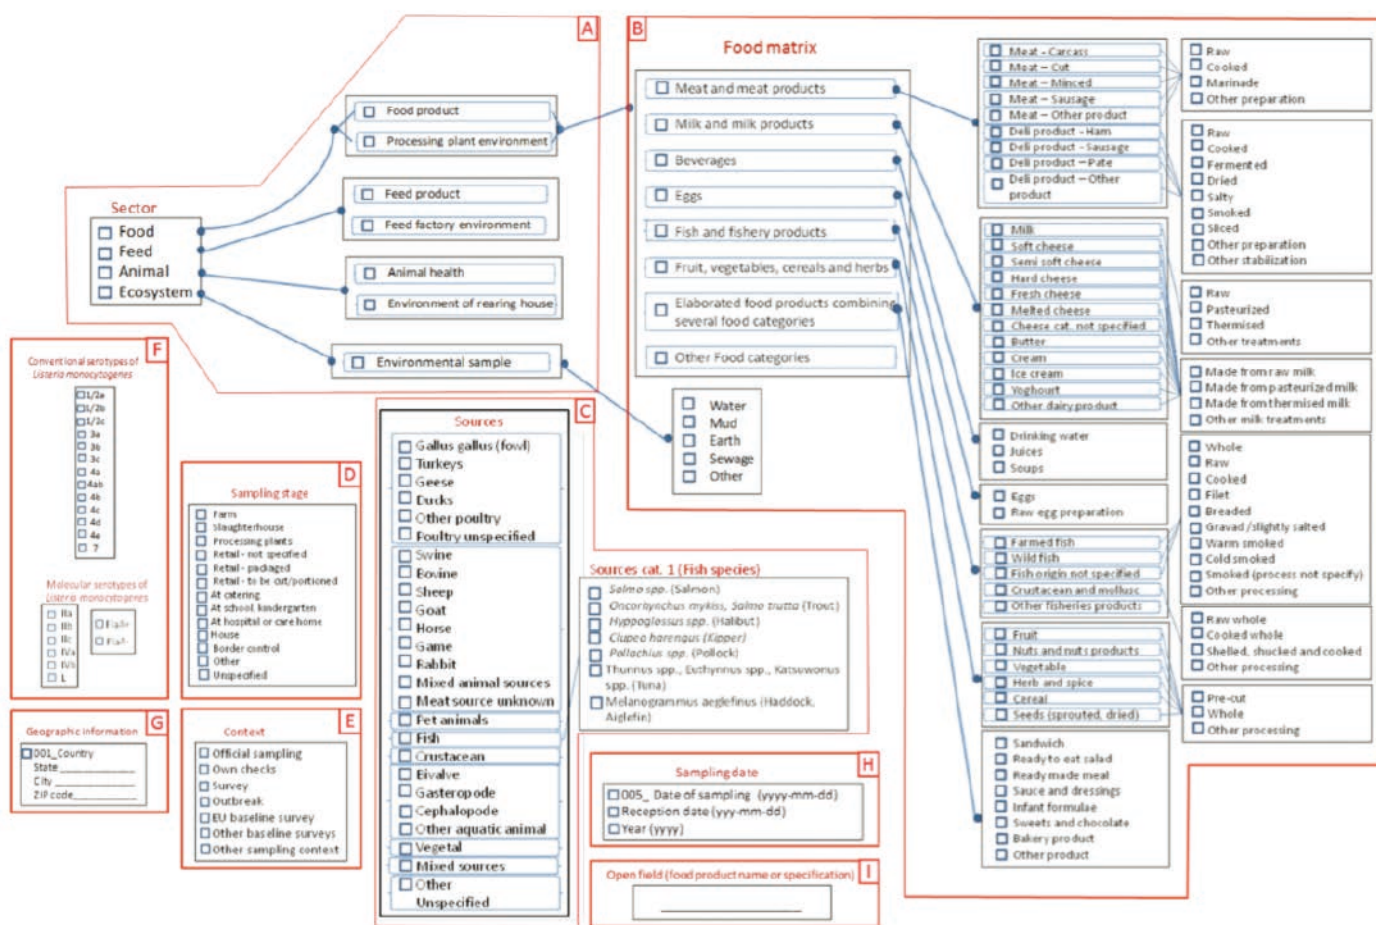 A
Sector
Food
Feed
Animal
Ecosystem
Food product
Processing plant environment
Feed product
Feed factory environment
Animal health
Environment of rearing house
Environmental sample
B
Food matrix
Meat and meat products
Milk and milk products
Beverages
Eggs
Fish and fishery products
Fruit, vegetables, cereals and herbs
Elaborated food products combining
several food categories
Other Food categories
Water
Mud
Earth
Sewage
Other
Meat - Carcass
Meat – Cut
Meat – Minced
Meat – Sausage
Meat – Other product
Deli product - Ham
Deli product - Sausage
Deli product – Pate
Deli product – Other
product
Milk
Soft cheese
Semi soft cheese
Hard cheese
Fresh cheese
Melted cheese
Cheese cat. not specified
Butter
Cream
Ice cream
Yoghourt
Other dairy product
Drinking water
Juices
Soups
Eggs
Raw egg preparation
Farmed fish
Wild fish
Fish origin not specified
Crustacean and mollusc
Other fisheries products
Fruit
Nuts and nuts products
Vegetable
Herb and spice
Cereal
Seeds (sprouted, dried)
Sandwich
Ready to eat salad
Ready made meal
Sauce and dressings
Infant formulae
Sweets and chocolate
Bakery product
Other product
Raw
Cooked
Marinade
Other preparation
Raw
Cooked
Fermented
Dried
Salty
Smoked
Sliced
Other preparation
Other stabilization
Raw
Pasteurized
Thermised
Other treatments
Made from raw milk
Made from pasteurized milk
Made from thermised milk
Other milk treatments
Whole
Raw
Cooked
Filet
Breaded
Gravad /slightly salted
Warm smoked
Cold smoked
Smoked (process not specify)
Other processing
Raw whole
Cooked whole
Shelled, shucked and cooked
Other processing
Pre-cut
Whole
Other processing
C
Sources
Gallus gallus (fowl)
Turkeys
Geese
Ducks
Other poultry
Poultry unspecified
Swine
Bovine
Sheep
Goat
Horse
Game
Rabbit
Mixed animal sources
Meat source unknown
Pet animals
Fish
Crustacean
Bivalve
Gasteropode
Cephalopode
Other aquatic animal
Vegetal
Mixed sources
Other
Unspecified
Sources cat. 1 (Fish species)
Salmo spp. (Salmon)
Oncorhynchus mykiss, Salmo trutta (Trout)
Hyppoglossus spp. (Halibut)
Clupea harengus (Kipper)
Pollachius spp. (Pollock)
Thunnus spp., Euthynnus spp., Katsuwonus
spp. (Tuna)
Melanogrammus aeglefinus (Haddock,
Aiglefin)
D
Sampling stage
Farm
Slaughterhouse
Processing plants
Retail - not specified
Retail - packaged
Retail - to be cut/portioned
At catering
At school, kindergarten
At hospital or care home
House
Border control
Other
Unspecified
E
Context
Official sampling
Own checks
Survey
Outbreak
EU baseline survey
Other baseline surveys
Other sampling context
F
Conventional serotypes of
Listeria monocytogenes
1/2a
1/2b
1/2c
3a
3b
3c
4a
4ab
4b
4c
4d
4e
7
Molecular serotypes of
Listeria monocytogenes
IIa
IIb
IIc
IVa
IVb
L
G
Geographic information
001_Country
State
City
ZIP code
H
Sampling date
005_ Date of sampling (yyyy-mm-dd)
Reception date (yyy-mm-dd)
Year (yyyy)
I
Open field (food product name or specification)